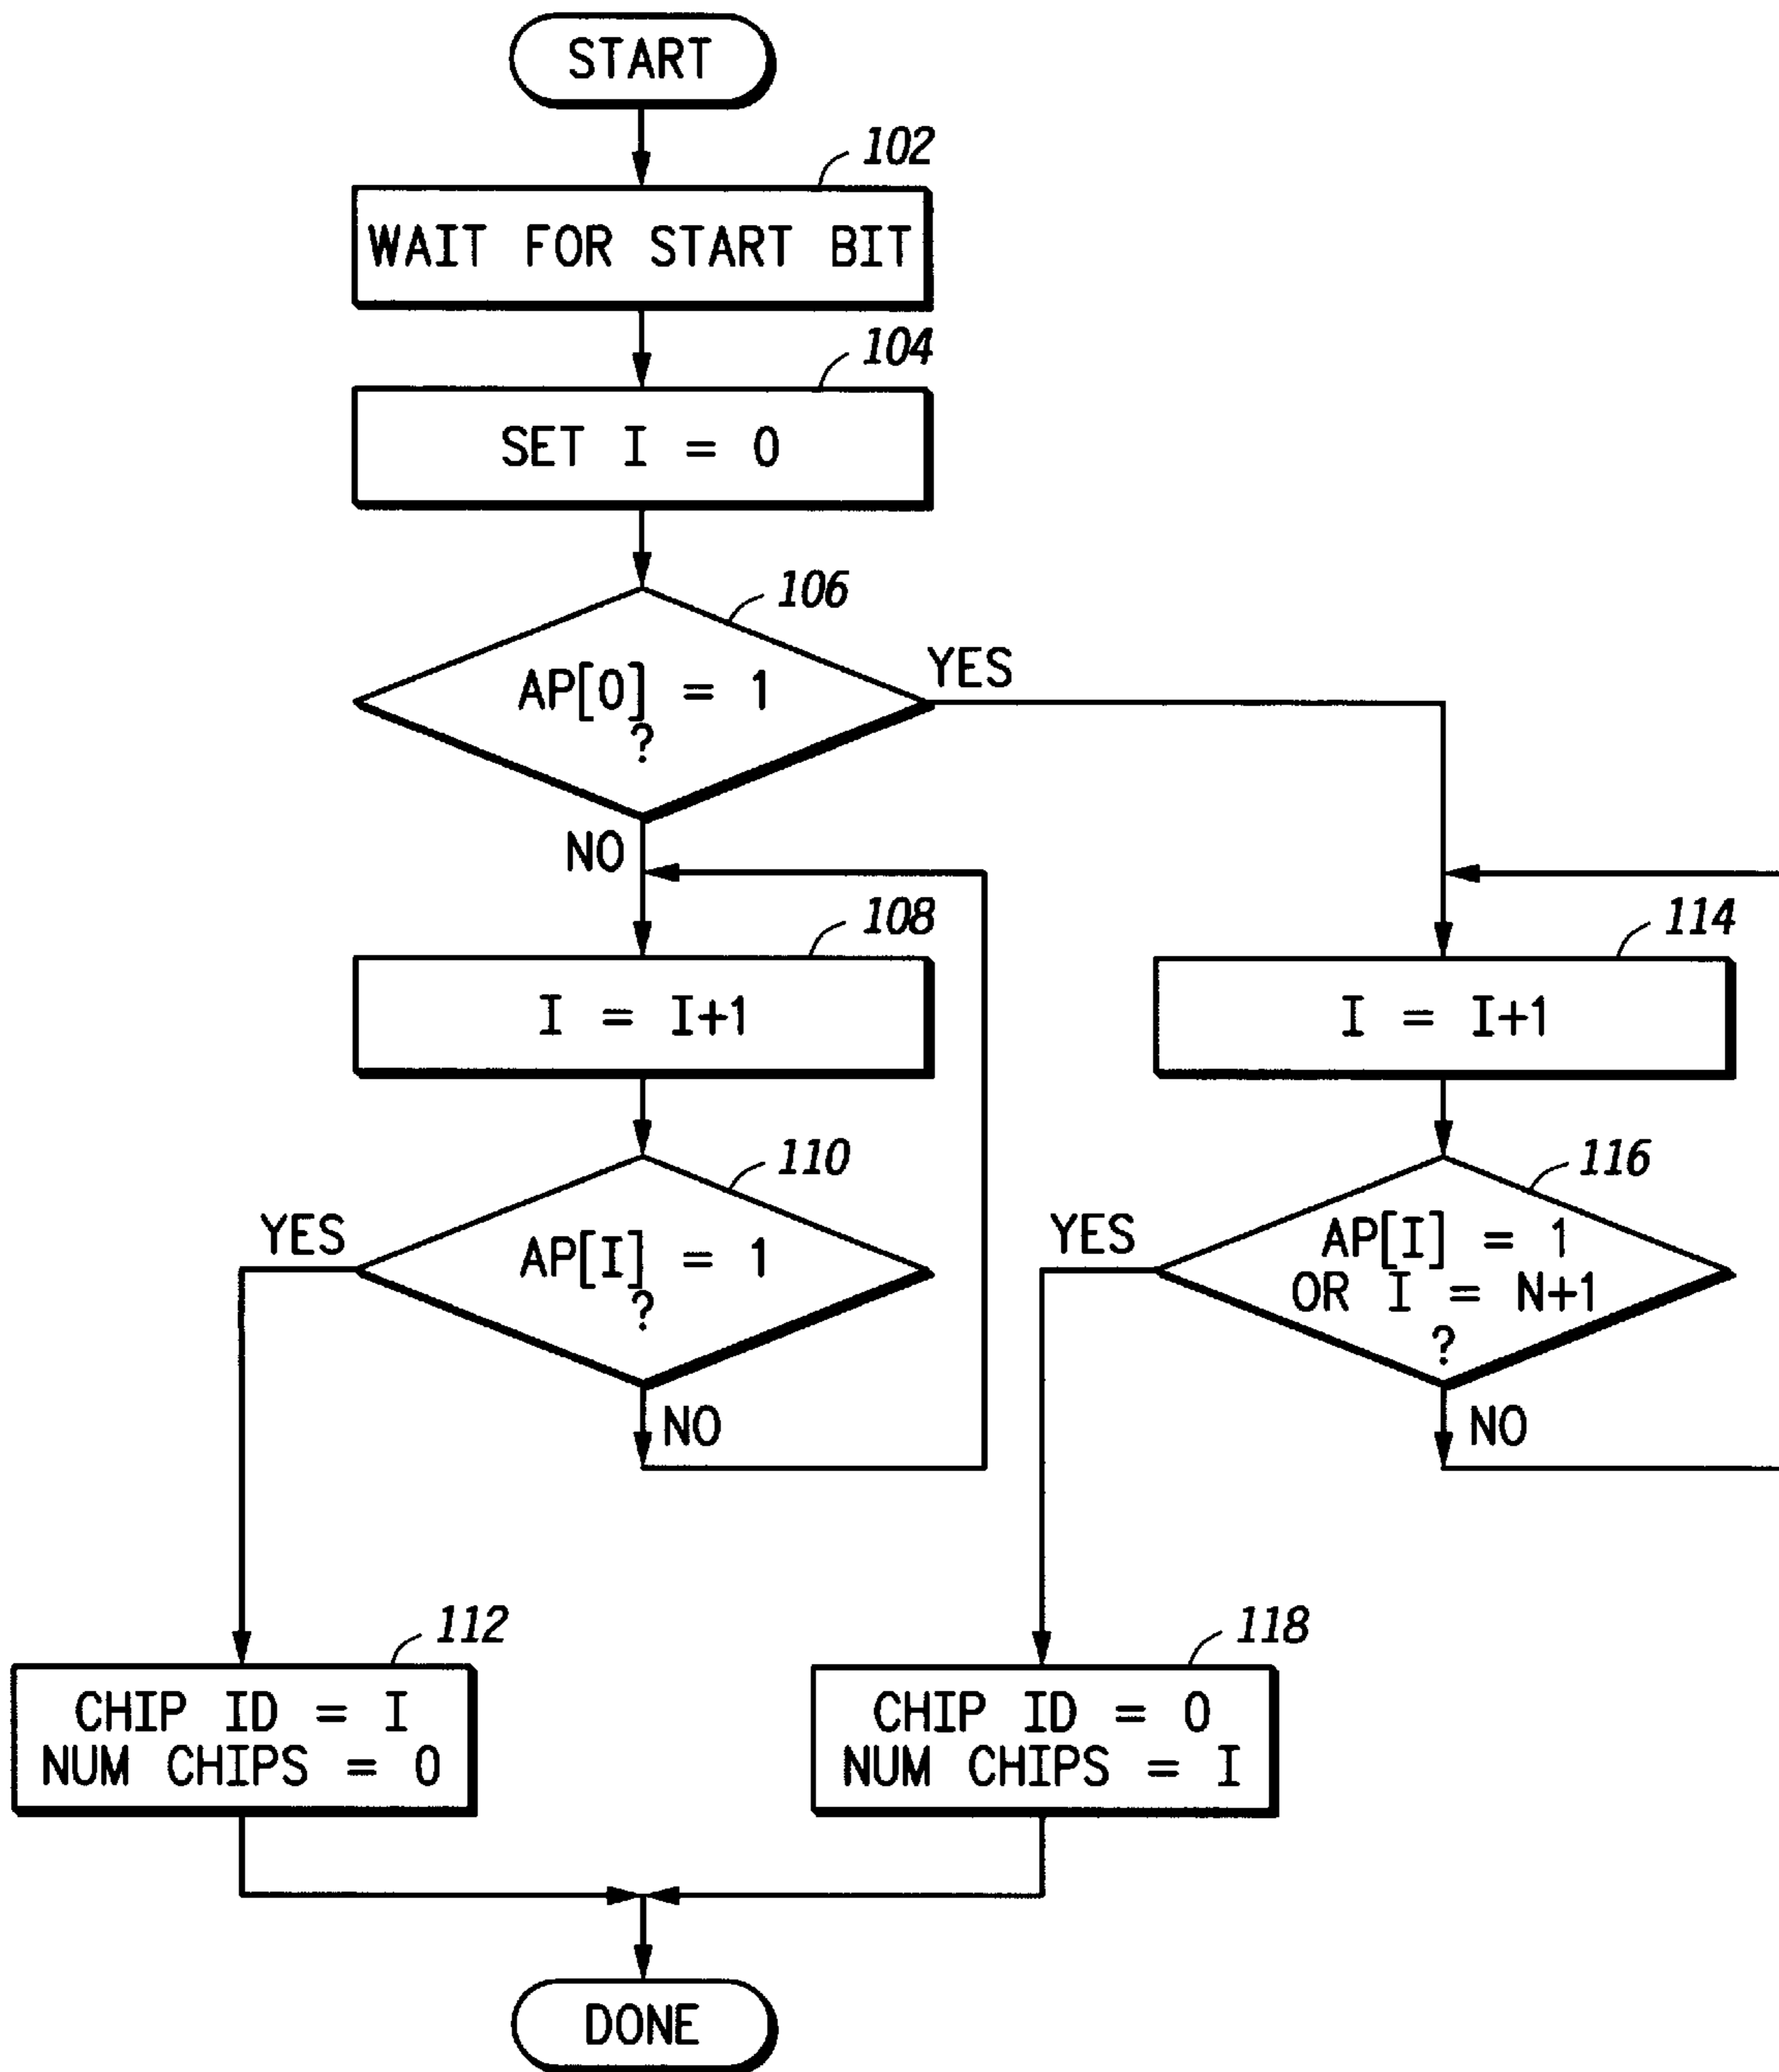 START
102
WAIT FOR START BIT
104
SET I = 0
106
AP[0] = 1
?
YES
NO
108
I = I+1
114
I = I+1
110
AP[I] = 1
?
YES
NO
116
AP[I] = 1
OR I = N+1
?
YES
NO
112
CHIP ID = I
NUM CHIPS = 0
118
CHIP ID = 0
NUM CHIPS = I
DONE